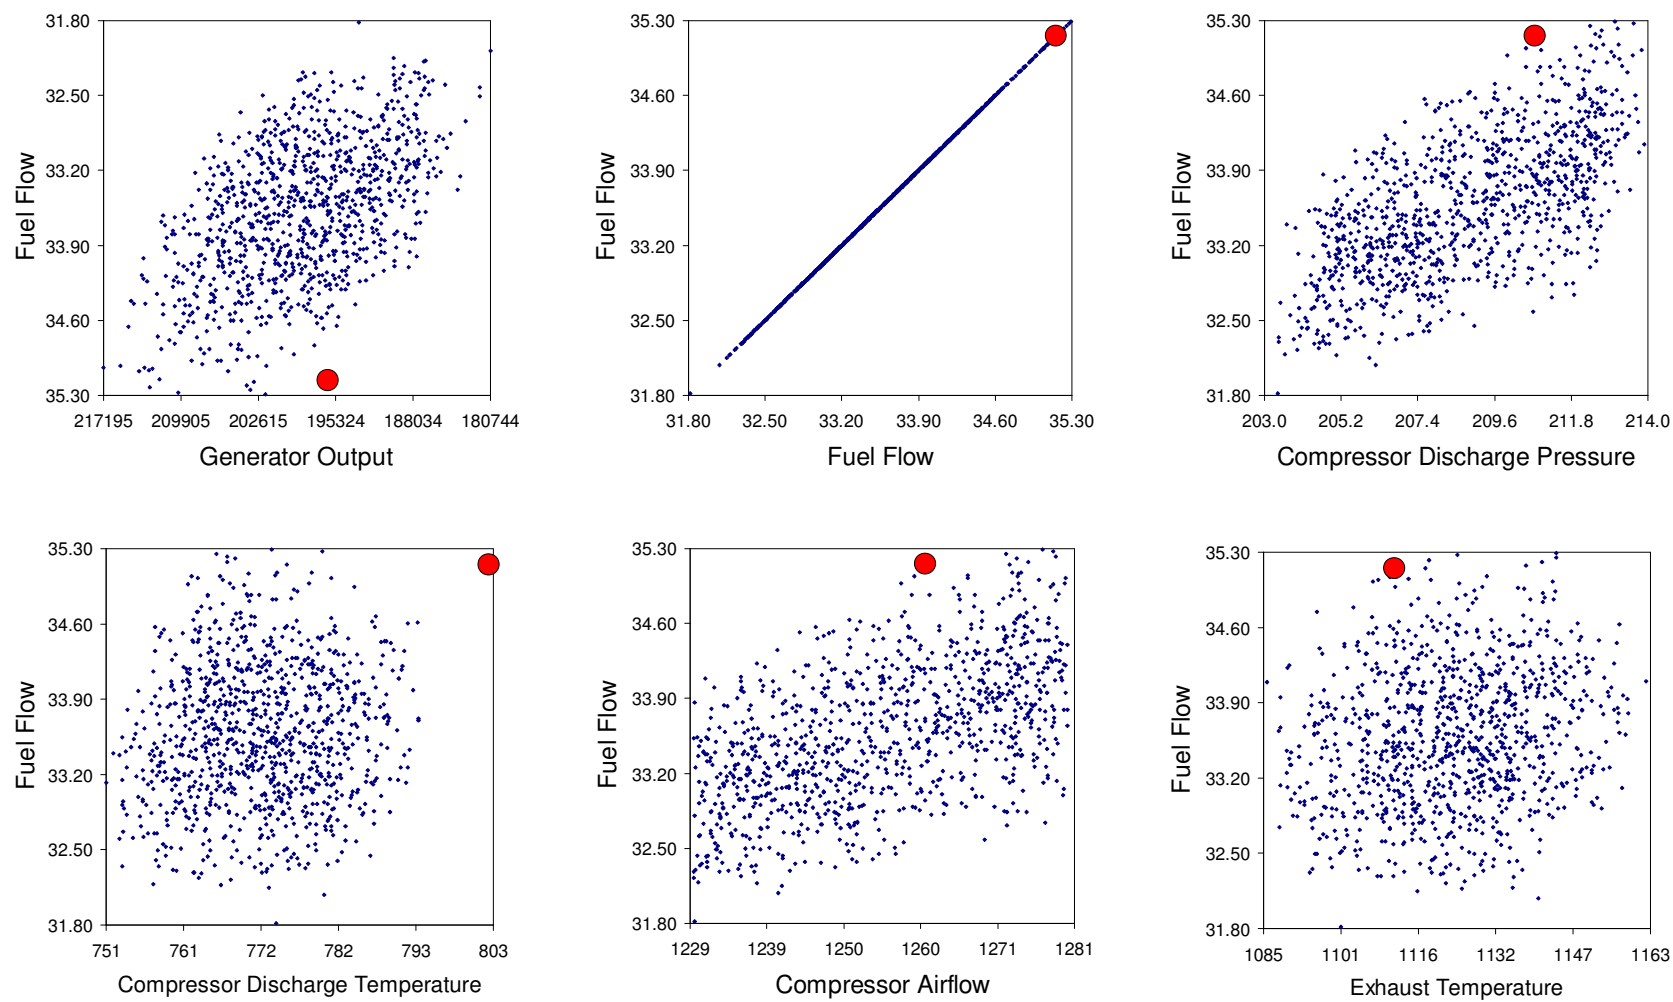 31.80
32.50
33.20
33.90
34.60
35.30
Fuel Flow
217195 209905 202615 195324 188034 180744
Generator Output
35.30
34.60
33.90
33.20
32.50
31.80
Fuel Flow
31.80 32.50 33.20 33.90 34.60 35.30
Fuel Flow
35.30
34.60
33.90
33.20
32.50
31.80
Fuel Flow
203.0 205.2 207.4 209.6 211.8 214.0
Compressor Discharge Pressure
35.30
34.60
33.90
33.20
32.50
31.80
Fuel Flow
751 761 772 782 793 803
Compressor Discharge Temperature
35.30
34.60
33.90
33.20
32.50
31.80
Fuel Flow
1229 1239 1250 1260 1271 1281
Compressor Airflow
35.30
34.60
33.90
33.20
32.50
31.80
Fuel Flow
1085 1101 1116 1132 1147 1163
Exhaust Temperature